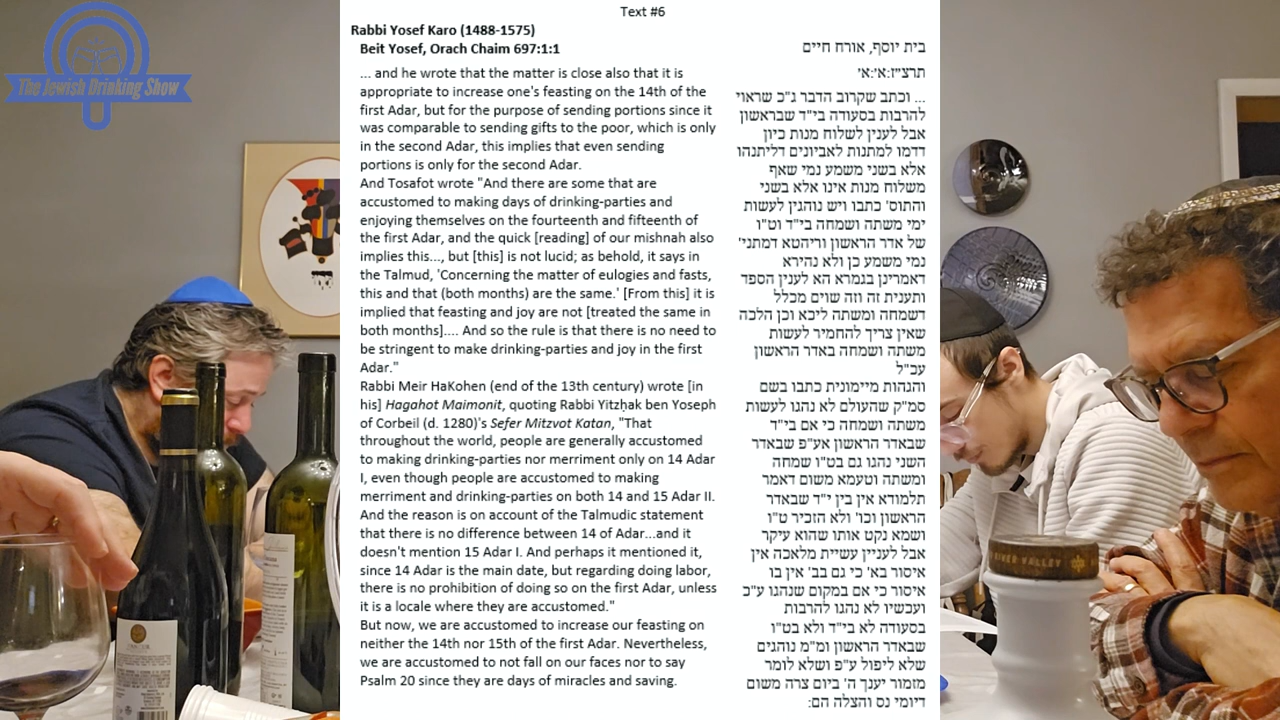 The Jewish Drinking Show
Text #6
Rabbi Yosef Karo (1488-1575)
Beit Yosef, Orach Chaim 697:1:1
... and he wrote that the matter is close also that it is
appropriate to increase one's feasting on the 14th of the
first Adar, but for the purpose of sending portions since it
was comparable to sending gifts to the poor, which is only
in the second Adar, this implies that even sending
portions is only for the second Adar.
And Tosafot wrote "And there are some that are
accustomed to making days of drinking-parties and
enjoying themselves on the fourteenth and fifteenth of
the first Adar, and the quick [reading] of our mishnah also
implies this..., but [this] is not lucid; as behold, it says in
the Talmud, 'Concerning the matter of eulogies and fasts,
this and that (both months) are the same.' [From this] it is
implied that feasting and joy are not [treated the same in
both months].... And so the rule is that there is no need to
be stringent to make drinking-parties and joy in the first
Adar."
Rabbi Meir HaKohen (end of the 13th century) wrote [in
his] Hagahot Maimonit, quoting Rabbi Yitzḥak ben Yoseph
of Corbeil (d. 1280)'s Sefer Mitzvot Katan, "That
throughout the world, people are generally accustomed
to making drinking-parties nor merriment only on 14 Adar
I, even though people are accustomed to making
merriment and drinking-parties on both 14 and 15 Adar II.
And the reason is on account of the Talmudic statement
that there is no difference between 14 of Adar...and it
doesn't mention 15 Adar I. And perhaps it mentioned it,
since 14 Adar is the main date, but regarding doing labor,
there is no prohibition of doing so on the first Adar, unless
it is a locale where they are accustomed."
But now, we are accustomed to increase our feasting on
neither the 14th nor 15th of the first Adar. Nevertheless,
we are accustomed to not fall on our faces nor to say
Psalm 20 since they are days of miracles and saving.
בית יוסף, אורח חיים
תרצ״ז:א׳:א׳
... וכתב שקרוב הדבר ג"כ שראוי
להרבות בסעודה בי"ד שבראשון
אבל לענין לשלוח מנות כיון
דדמו למתנות לאביונים דליתנהו
אלא בשני משמע נמי שאף
משלוח מנות אינו אלא בשני
והתוס' כתבו ויש נוהגין לעשות
ימי משתה ושמחה בי"ד וט"ו
של אדר הראשון וריהטא דמתני'
נמי משמע כן ולא נהירא
דאמרינן בגמרא הא לענין הספד
ותענית זה וזה שוים מכלל
דשמחה ומשתה ליכא וכן הלכה
שאין צריך להחמיר לעשות
משתה ושמחה באדר הראשון
עכ"ל
והגהות מיימונית כתבו בשם
סמ"ק שהעולם לא נהגו לעשות
משתה ושמחה כי אם בי"ד
שבאדר הראשון אע"פ שבאדר
השני נהגו גם בט"ו שמחה
ומשתה וטעמא משום דאמר
תלמודא אין בין י"ד שבאדר
הראשון וכו' ולא הזכיר ט"ו
ושמא נקט אותו שהוא עיקר
אבל לעניין עשיית מלאכה אין
איסור בא' כי גם בב' אין בו
איסור כי אם במקום שנהגו ע"כ
ועכשיו לא נהגו להרבות
בסעודה לא בי"ד ולא בט"ו
שבאדר הראשון ומ"מ נוהגים
שלא ליפול ע"פ ושלא לומר
מזמור יענך ה' ביום צרה משום
דיומי נס והצלה הם:
RIVER VALLEY